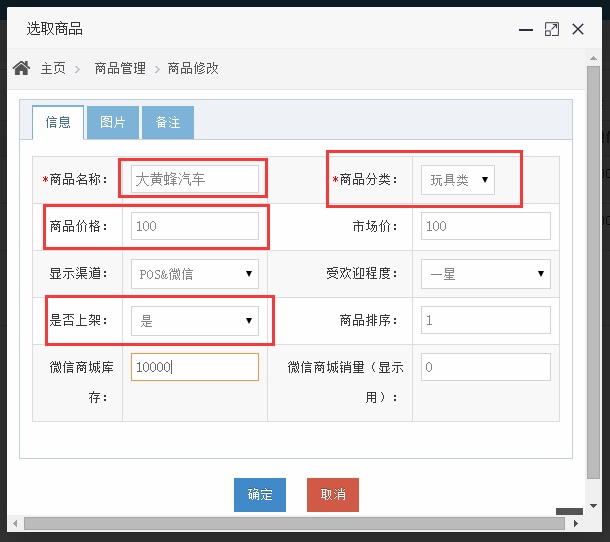 选取商品
主页 商品管理 商品修改
信息 图片 备注
*商品名称： 大黄蜂汽车 *商品分类： 玩具类
商品价格： 100 市场价： 100
显示渠道： POS&微信 受欢迎程度： 一星
是否上架： 是 商品排序： 1
微信商城库 10000 微信商城销量（显示 0
存： 用）：
确定 取消